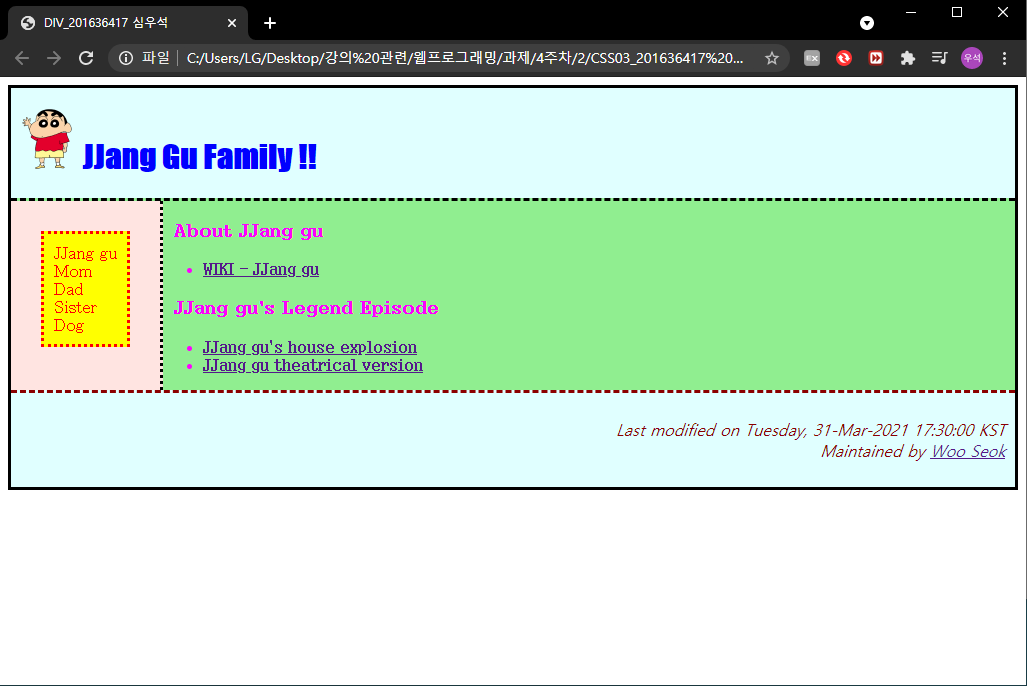 DIV_201636417 심우석
파일 C:/Users/LG/Desktop/강의%20관련/웰프로그래밍/과제/4주차/2/CSS03_201636417%20...
우석
JJang Gu Family !!
JJang gu
Mom
Dad
Sister
Dog
About JJang gu
WIKI - JJang gu
JJang gu's Legend Episode
JJang gu's house explosion
JJang gu theatrical version
Last modified on Tuesday, 31-Mar-2021 17:30:00 KST
Maintained by Woo Seok